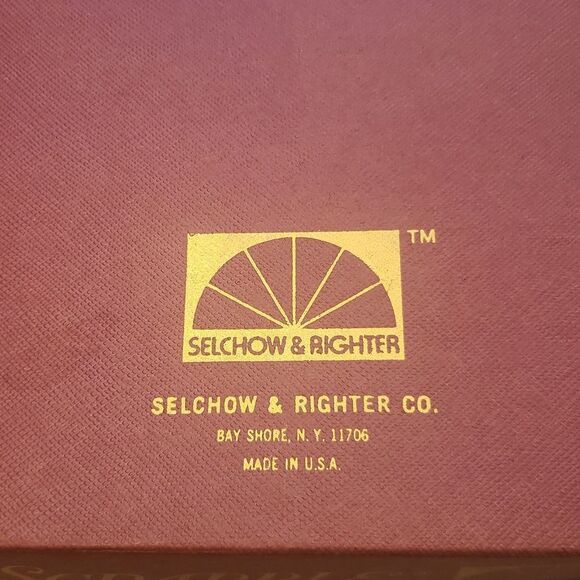 TM
SELCHOW & RIGHTER
SELCHOW & RIGHTER CO.
BAY SHORE, N.Y. 11706
MADE IN U.S.A.